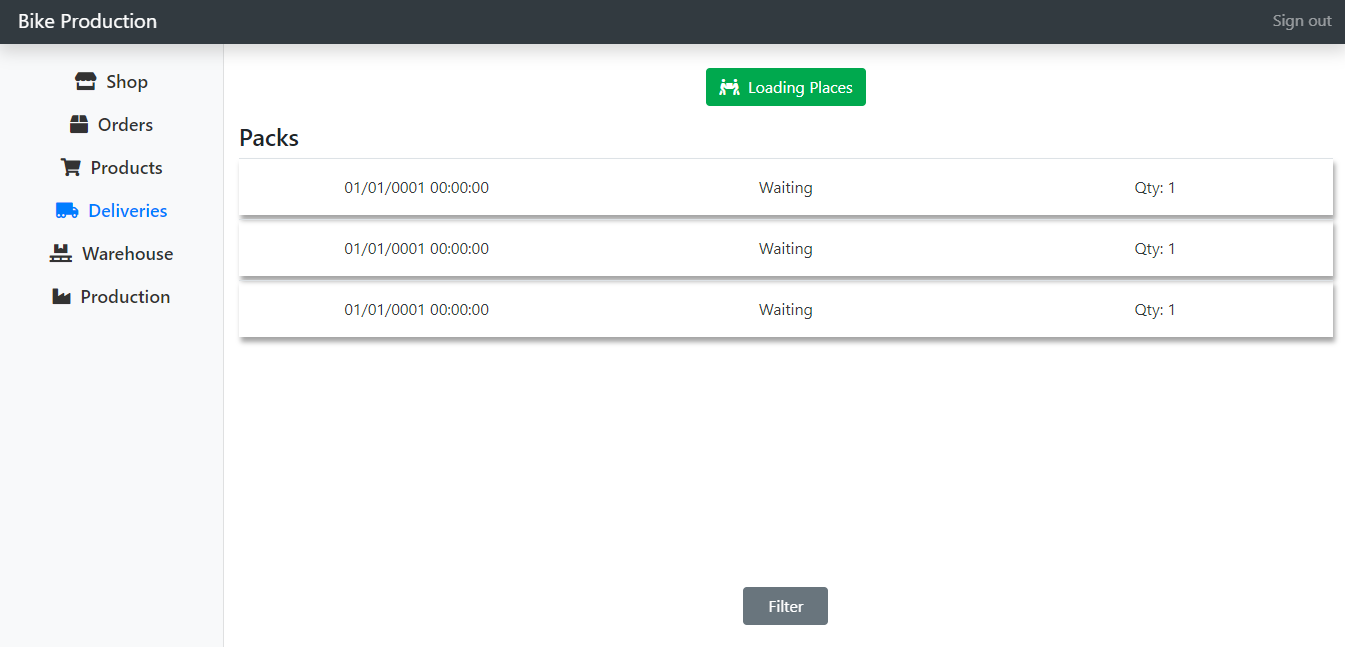 Bike Production
Sign out
Shop
Orders
Products
Deliveries
Warehouse
Production
Loading Places
Packs
01/01/0001 00:00:00 Waiting Qty: 1
01/01/0001 00:00:00 Waiting Qty: 1
01/01/0001 00:00:00 Waiting Qty: 1
Filter